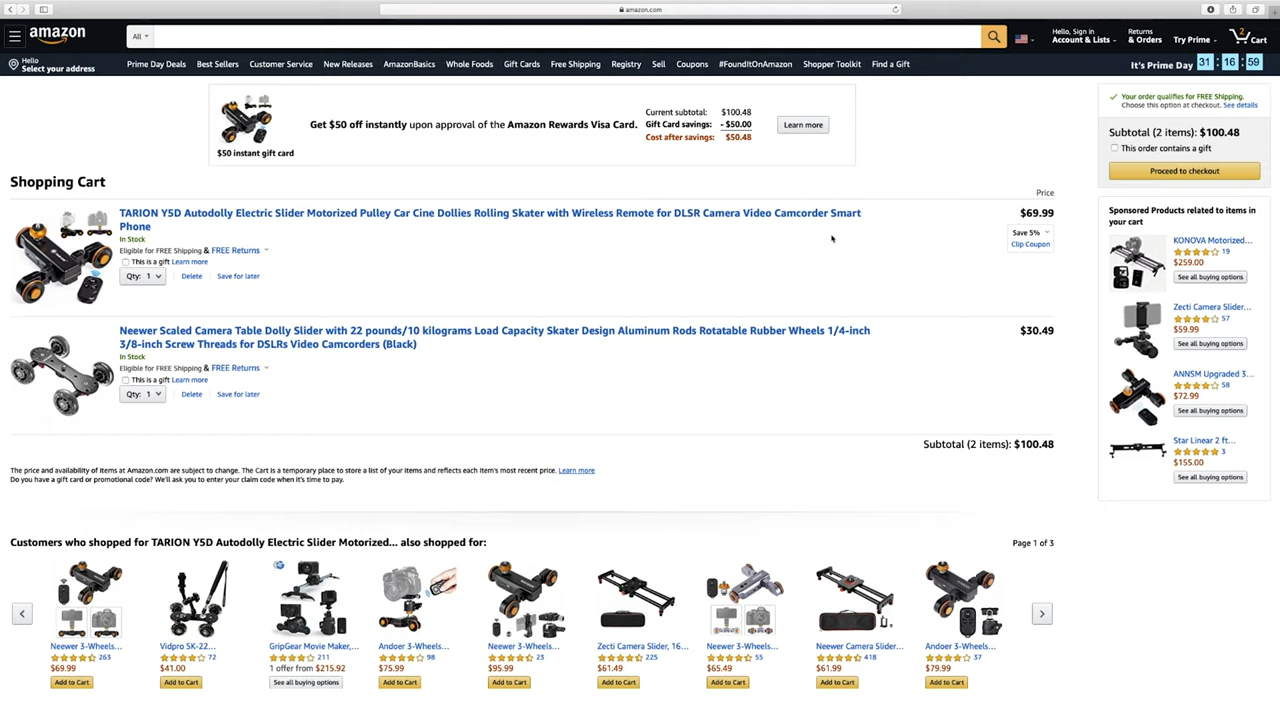 amazon.com
amazon
All
Hello, Sign in
Account & Lists
Returns
& Orders
Try Prime
2
Cart
Hello
Select your address
Prime Day Deals
Best Sellers
Customer Service
New Releases
AmazonBasics
Whole Foods
Gift Cards
Free Shipping
Registry
Sell
Coupons
#FoundItOnAmazon
Shopper Toolkit
Find a Gift
It's Prime Day 31 : 16 : 59
$50 instant gift card
Get $50 off instantly upon approval of the Amazon Rewards Visa Card.
Current subtotal: $100.48
Gift Card savings: - $50.00
Cost after savings: $50.48
Learn more
Your order qualifies for FREE Shipping.
Choose this option at checkout. See details
Subtotal (2 items): $100.48
This order contains a gift
Proceed to checkout
Shopping Cart
Price
TARION Y5D Autodolly Electric Slider Motorized Pulley Car Cine Dollies Rolling Skater with Wireless Remote for DLSR Camera Video Camcorder Smart
Phone
$69.99
Save 5%
Clip Coupon
In Stock
Eligible for FREE Shipping & FREE Returns
This is a gift Learn more
Qty: 1
Delete
Save for later
Neewer Scaled Camera Table Dolly Slider with 22 pounds/10 kilograms Load Capacity Skater Design Aluminum Rods Rotatable Rubber Wheels 1/4-inch
3/8-inch Screw Threads for DSLRs Video Camcorders (Black)
$30.49
In Stock
Eligible for FREE Shipping & FREE Returns
This is a gift Learn more
Qty: 1
Delete
Save for later
Subtotal (2 items): $100.48
The price and availability of items at Amazon.com are subject to change. The Cart is a temporary place to store a list of your items and reflects each item's most recent price. Learn more
Do you have a gift card or promotional code? We'll ask you to enter your claim code when it's time to pay.
Sponsored Products related to items in
your cart
KONOVA Motorized...
19
$259.00
See all buying options
Zecti Camera Slider...
57
$59.99
See all buying options
ANNSM Upgraded 3...
58
$72.99
See all buying options
Star Linear 2 ft...
3
$155.00
See all buying options
Customers who shopped for TARION Y5D Autodolly Electric Slider Motorized... also shopped for:
Page 1 of 3
Neewer 3-Wheels...
263
$69.99
Add to Cart
Vidpro SK-22...
72
$41.00
Add to Cart
GripGear Movie Maker,...
211
1 offer from $215.92
See all buying options
Andoer 3-Wheels...
98
$75.99
Add to Cart
Neewer 3-Wheels...
23
$95.99
Add to Cart
Zecti Camera Slider, 16...
225
$61.49
Add to Cart
Neewer 3-Wheels...
55
$65.49
Add to Cart
Neewer Camera Slider...
418
$61.99
Add to Cart
Andoer 3-Wheels...
37
$79.99
Add to Cart